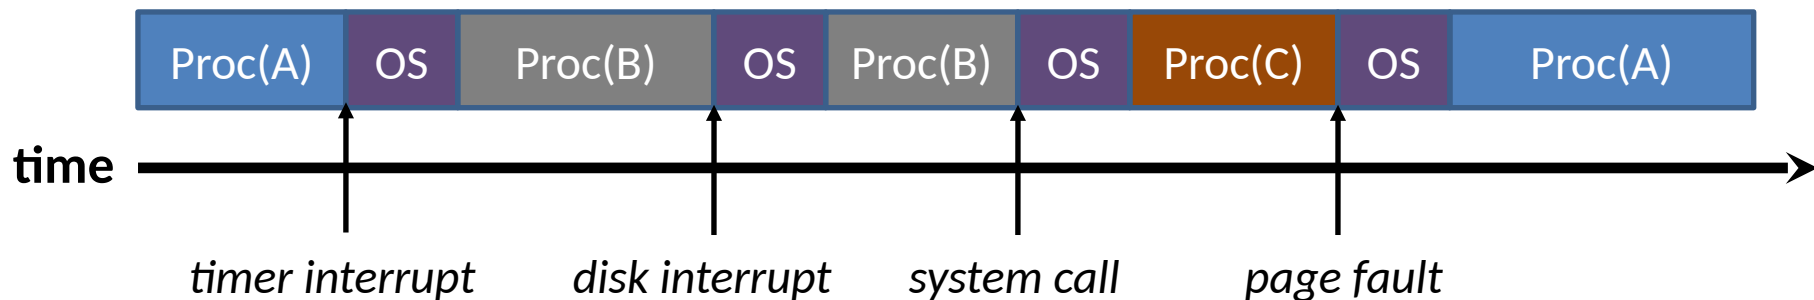 Proc(A) OS Proc(B) OS Proc(B) OS Proc(C) OS Proc(A)
time
timer interrupt disk interrupt system call page fault